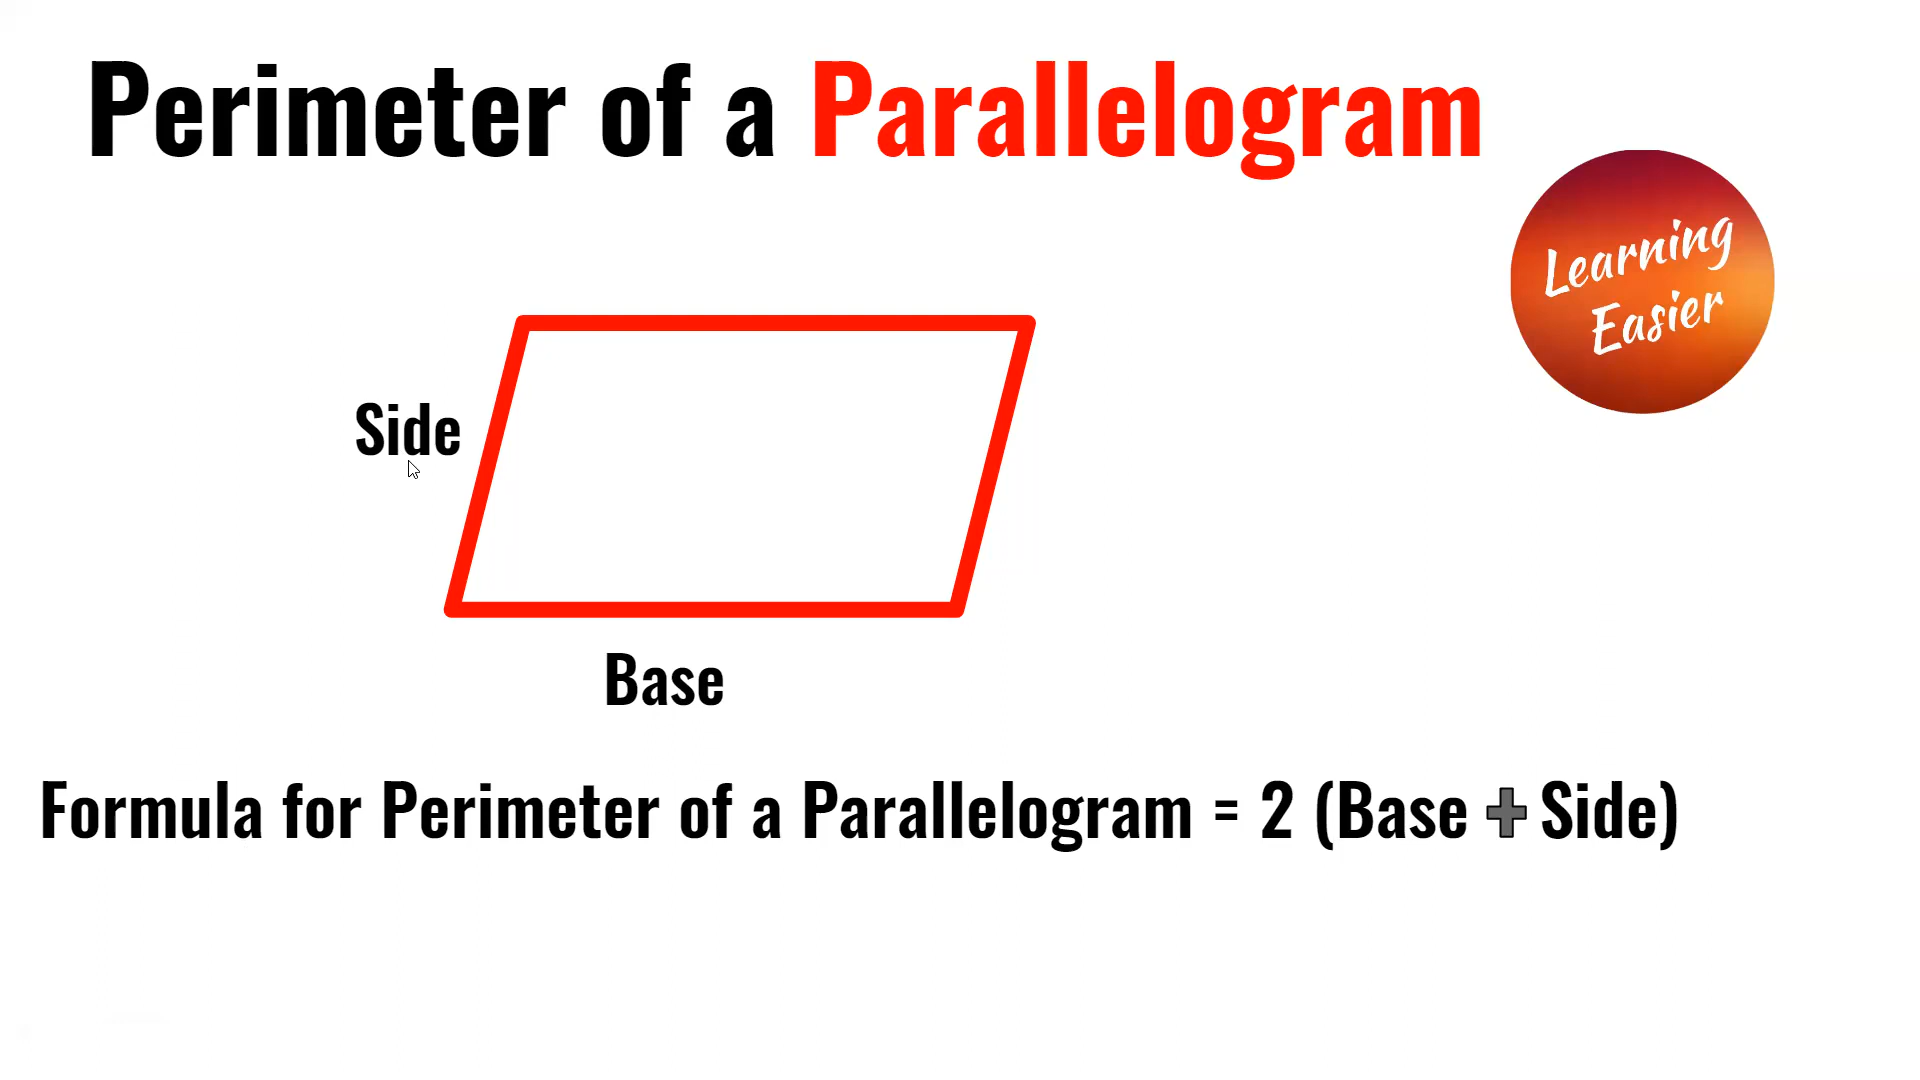 Perimeter of a Parallelogram
Learning
Easier
Side
Base
Formula for Perimeter of a Parallelogram = 2 (Base + Side)